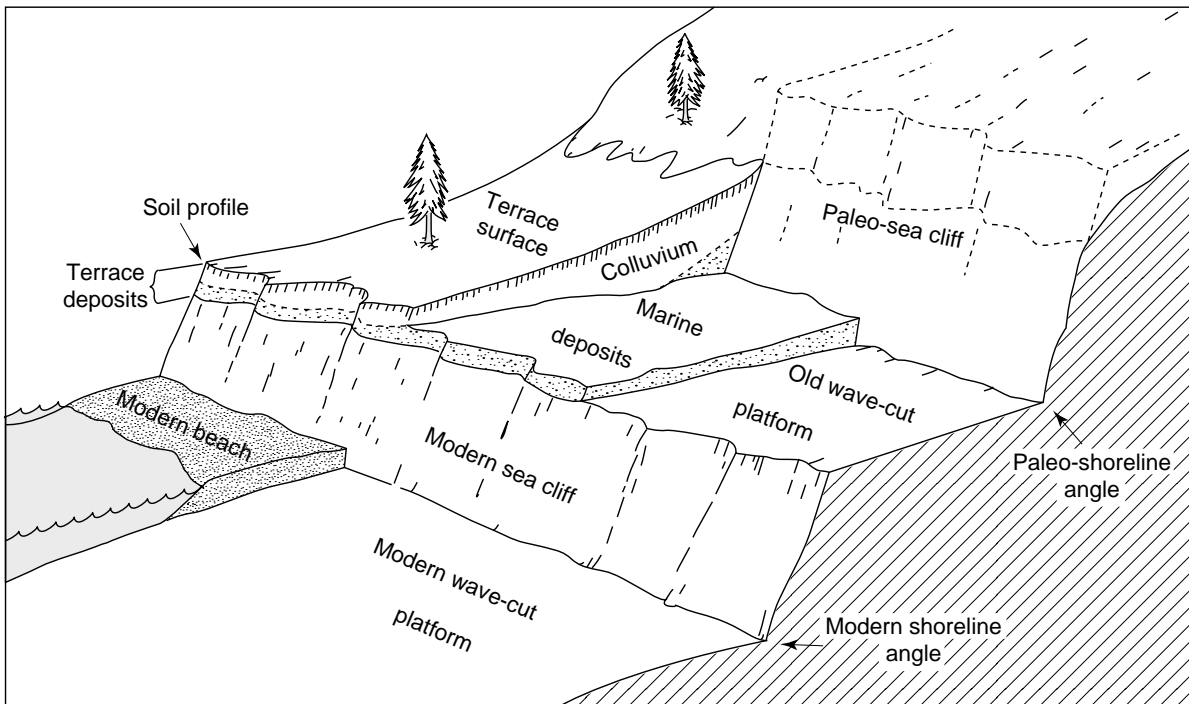 Soil profile
Terrace
deposits
Terrace
surface
Colluvium
Paleo-sea cliff
Marine
deposits
Old wave-cut
platform
Modern beach
Modern sea cliff
Paleo-shoreline
angle
Modern wave-cut
platform
Modern shoreline
angle